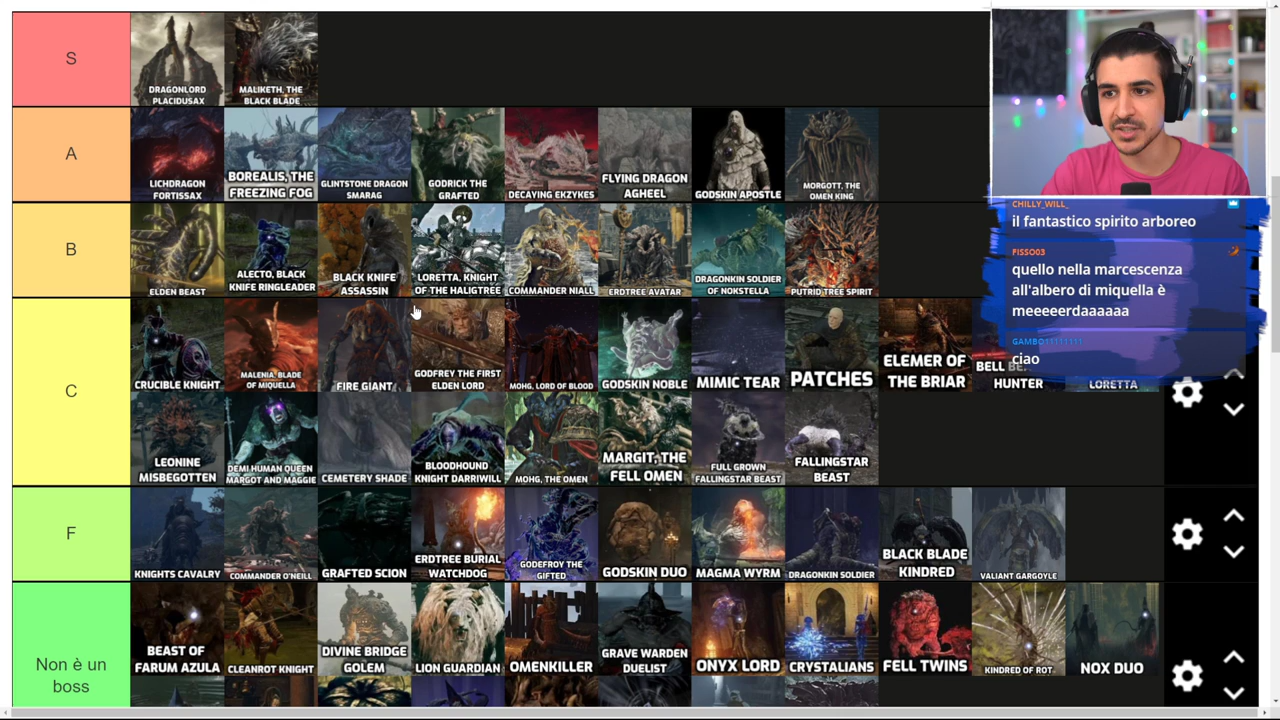 S
DRAGONLORD
PLACIDUSAX
MALIKETH, THE
BLACK BLADE
A
LICHDRAGON
FORTISSAX
BOREALIS, THE
FREEZING FOG
GLINTSTONE DRAGON
SMARAG
GODRICK THE
GRAFTED
DECAYING EKZYKES
FLYING DRAGON
AGHEEL
GODSKIN APOSTLE
MORGOTT, THE
OMEN KING
B
ELDEN BEAST
ALECTO, BLACK
KNIFE RINGLEADER
BLACK KNIFE
ASSASSIN
LORETTA, KNIGHT
OF THE HALIGTREE
COMMANDER NIALL
ERDTREE AVATAR
DRAGONKIN SOLDIER
OF NOKSTELLA
PUTRID TREE SPIRIT
CHILLY_WILL_
il fantastico spirito arboreo
PISSO03
quello nella marcescenza
all'albero di miquella è
meeeeerdaaaaaa
ciao
C
CRUCIBLE KNIGHT
MALENIA, BLADE
OF MIQUELLA
FIRE GIANT
GODFREY THE FIRST
ELDEN LORD
MOHG, LORD OF BLOOD
GODSKIN NOBLE
MIMIC TEAR
PATCHES
ELEMER OF
THE BRIAR
BELL
HUNTER
LORETTA
LEONINE
MISBEGOTTEN
DEMI HUMAN QUEEN
MARGOT AND MAGGIE
CEMETERY SHADE
BLOODHOUND
KNIGHT DARRIWILL
MOHG, THE OMEN
MARGIT, THE
FELL OMEN
FULL GROWN
FALLINGSTAR BEAST
FALLINGSTAR
BEAST
F
KNIGHTS CAVALRY
COMMANDER O'NEILL
GRAFTED SCION
ERDTREE BURIAL
WATCHDOG
GODEFROY THE
GIFTED
GODSKIN DUO
MAGMA WYRM
DRAGONKIN SOLDIER
BLACK BLADE
KINDRED
VALIANT GARGOYLE
Non è un
boss
BEAST OF
FARUM AZULA
CLEANROT KNIGHT
DIVINE BRIDGE
GOLEM
LION GUARDIAN
OMENKILLER
GRAVE WARDEN
DUELIST
ONYX LORD
CRYSTALIANS
FELL TWINS
KINDRED OF ROT
NOX DUO